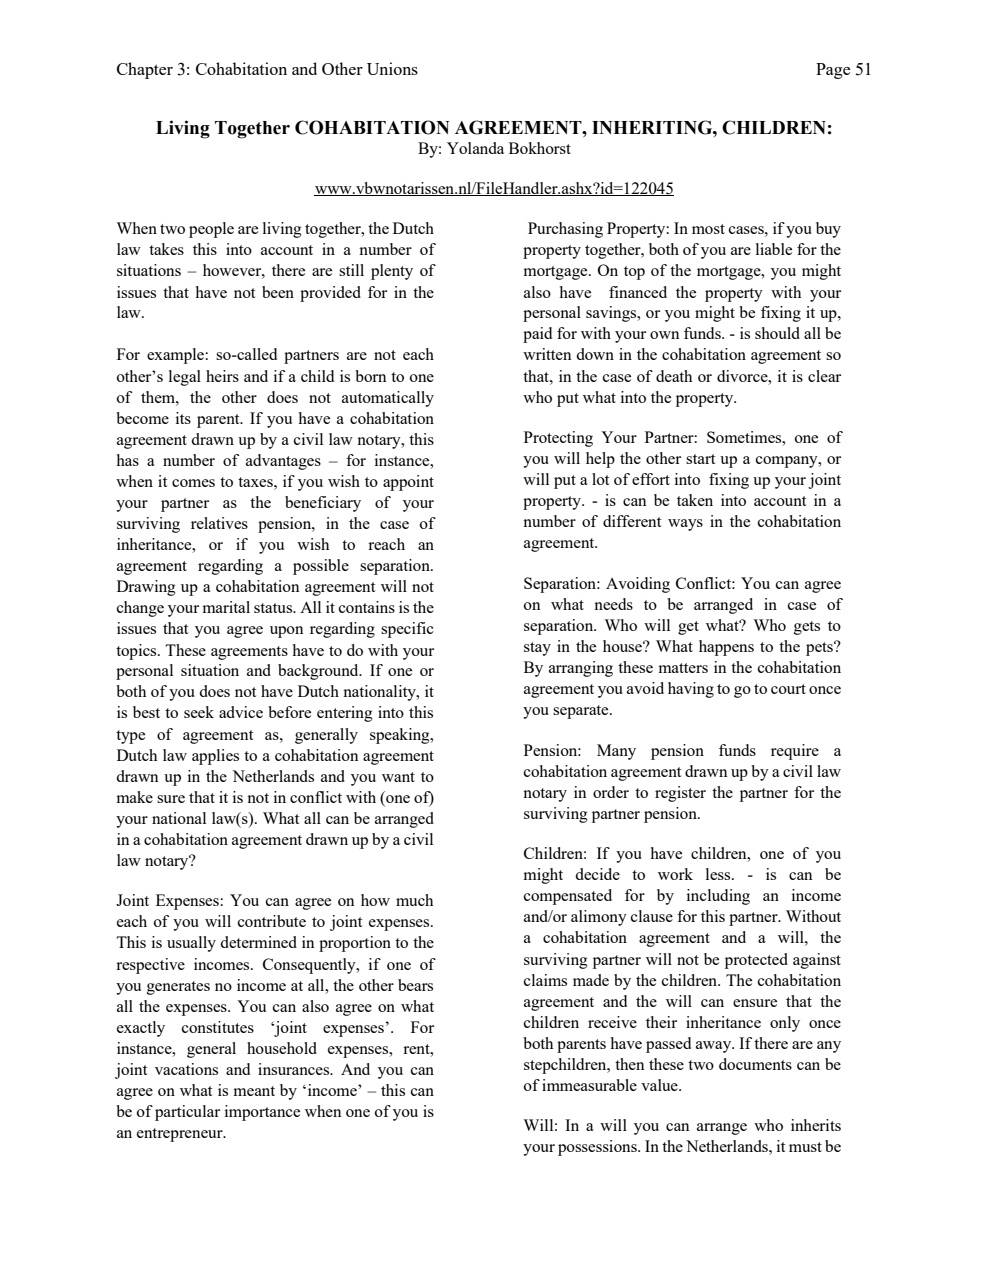 Chapter 3: Cohabitation and Other Unions
Page 51
Living Together COHABITATION AGREEMENT, INHERITING, CHILDREN:
By: Yolanda Bokhorst
www.vbwnotarissen.nl/FileHandler.ashx?id=122045
When two people are living together, the Dutch
law takes this into account in a number of
situations – however, there are still plenty of
issues that have not been provided for in the
law.
For example: so-called partners are not each
other’s legal heirs and if a child is born to one
of them, the other does not automatically
become its parent. If you have a cohabitation
agreement drawn up by a civil law notary, this
has a number of advantages – for instance,
when it comes to taxes, if you wish to appoint
your partner as the beneficiary of your
surviving relatives pension, in the case of
inheritance, or if you wish to reach an
agreement regarding a possible separation.
Drawing up a cohabitation agreement will not
change your marital status. All it contains is the
issues that you agree upon regarding specific
topics. These agreements have to do with your
personal situation and background. If one or
both of you does not have Dutch nationality, it
is best to seek advice before entering into this
type of agreement as, generally speaking,
Dutch law applies to a cohabitation agreement
drawn up in the Netherlands and you want to
make sure that it is not in conflict with (one of)
your national law(s). What all can be arranged
in a cohabitation agreement drawn up by a civil
law notary?
Joint Expenses: You can agree on how much
each of you will contribute to joint expenses.
This is usually determined in proportion to the
respective incomes. Consequently, if one of
you generates no income at all, the other bears
all the expenses. You can also agree on what
exactly constitutes ‘joint expenses’. For
instance, general household expenses, rent,
joint vacations and insurances. And you can
agree on what is meant by ‘income’ – this can
be of particular importance when one of you is
an entrepreneur.
Purchasing Property: In most cases, if you buy
property together, both of you are liable for the
mortgage. On top of the mortgage, you might
also have financed the property with your
personal savings, or you might be fixing it up,
paid for with your own funds. - is should all be
written down in the cohabitation agreement so
that, in the case of death or divorce, it is clear
who put what into the property.
Protecting Your Partner: Sometimes, one of
you will help the other start up a company, or
will put a lot of effort into fixing up your joint
property. - is can be taken into account in a
number of different ways in the cohabitation
agreement.
Separation: Avoiding Conflict: You can agree
on what needs to be arranged in case of
separation. Who will get what? Who gets to
stay in the house? What happens to the pets?
By arranging these matters in the cohabitation
agreement you avoid having to go to court once
you separate.
Pension: Many pension funds require a
cohabitation agreement drawn up by a civil law
notary in order to register the partner for the
surviving partner pension.
Children: If you have children, one of you
might decide to work less. - is can be
compensated for by including an income
and/or alimony clause for this partner. Without
a cohabitation agreement and a will, the
surviving partner will not be protected against
claims made by the children. The cohabitation
agreement and the will can ensure that the
children receive their inheritance only once
both parents have passed away. If there are any
stepchildren, then these two documents can be
of immeasurable value.
Will: In a will you can arrange who inherits
your possessions. In the Netherlands, it must be